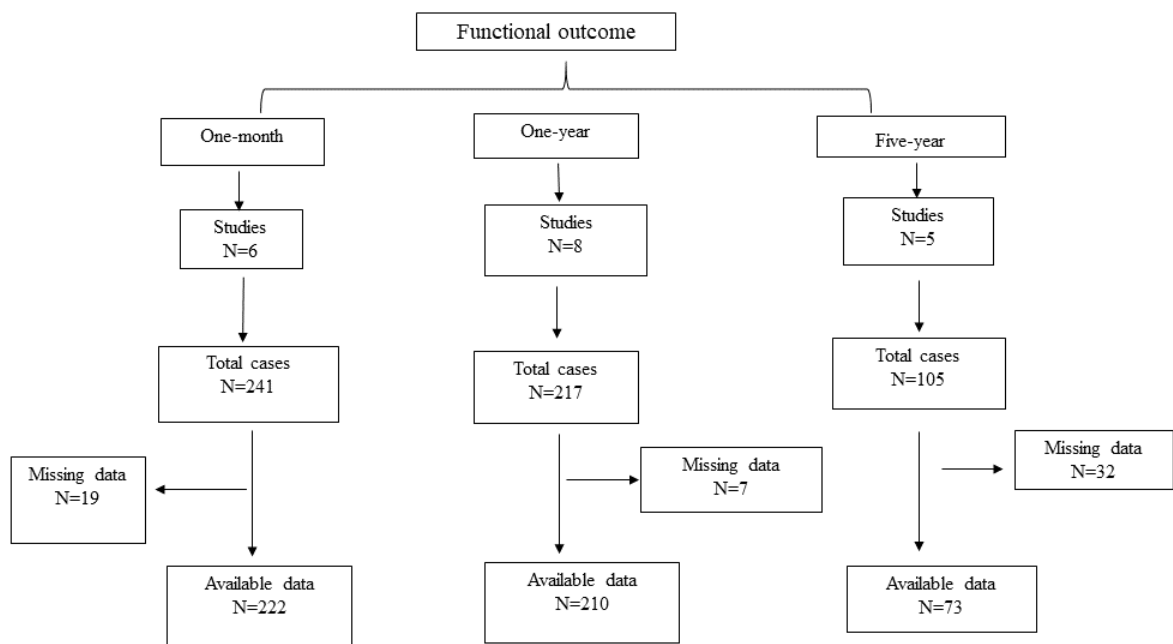 Functional outcome
One-month
One-year
Five-year
Studies
N=6
Studies
N=8
Studies
N=5
Total cases
N=241
Total cases
N=217
Total cases
N=105
Missing data
N=19
Missing data
N=7
Missing data
N=32
Available data
N=222
Available data
N=210
Available data
N=73